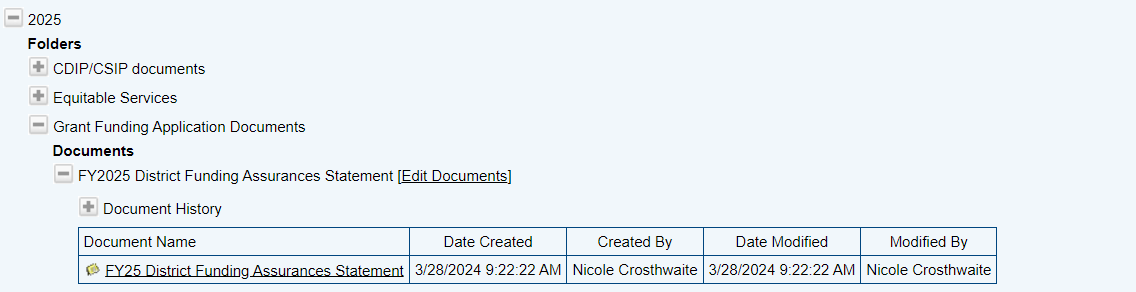 2025
Folders
CDIP/CSIP documents
Equitable Services
Grant Funding Application Documents
Documents
FY2025 District Funding Assurances Statement [Edit Documents]
Document History
Document Name Date Created Created By Date Modified Modified By
FY25 District Funding Assurances Statement 3/28/2024 9:22:22 AM Nicole Crosthwaite 3/28/2024 9:22:22 AM Nicole Crosthwaite